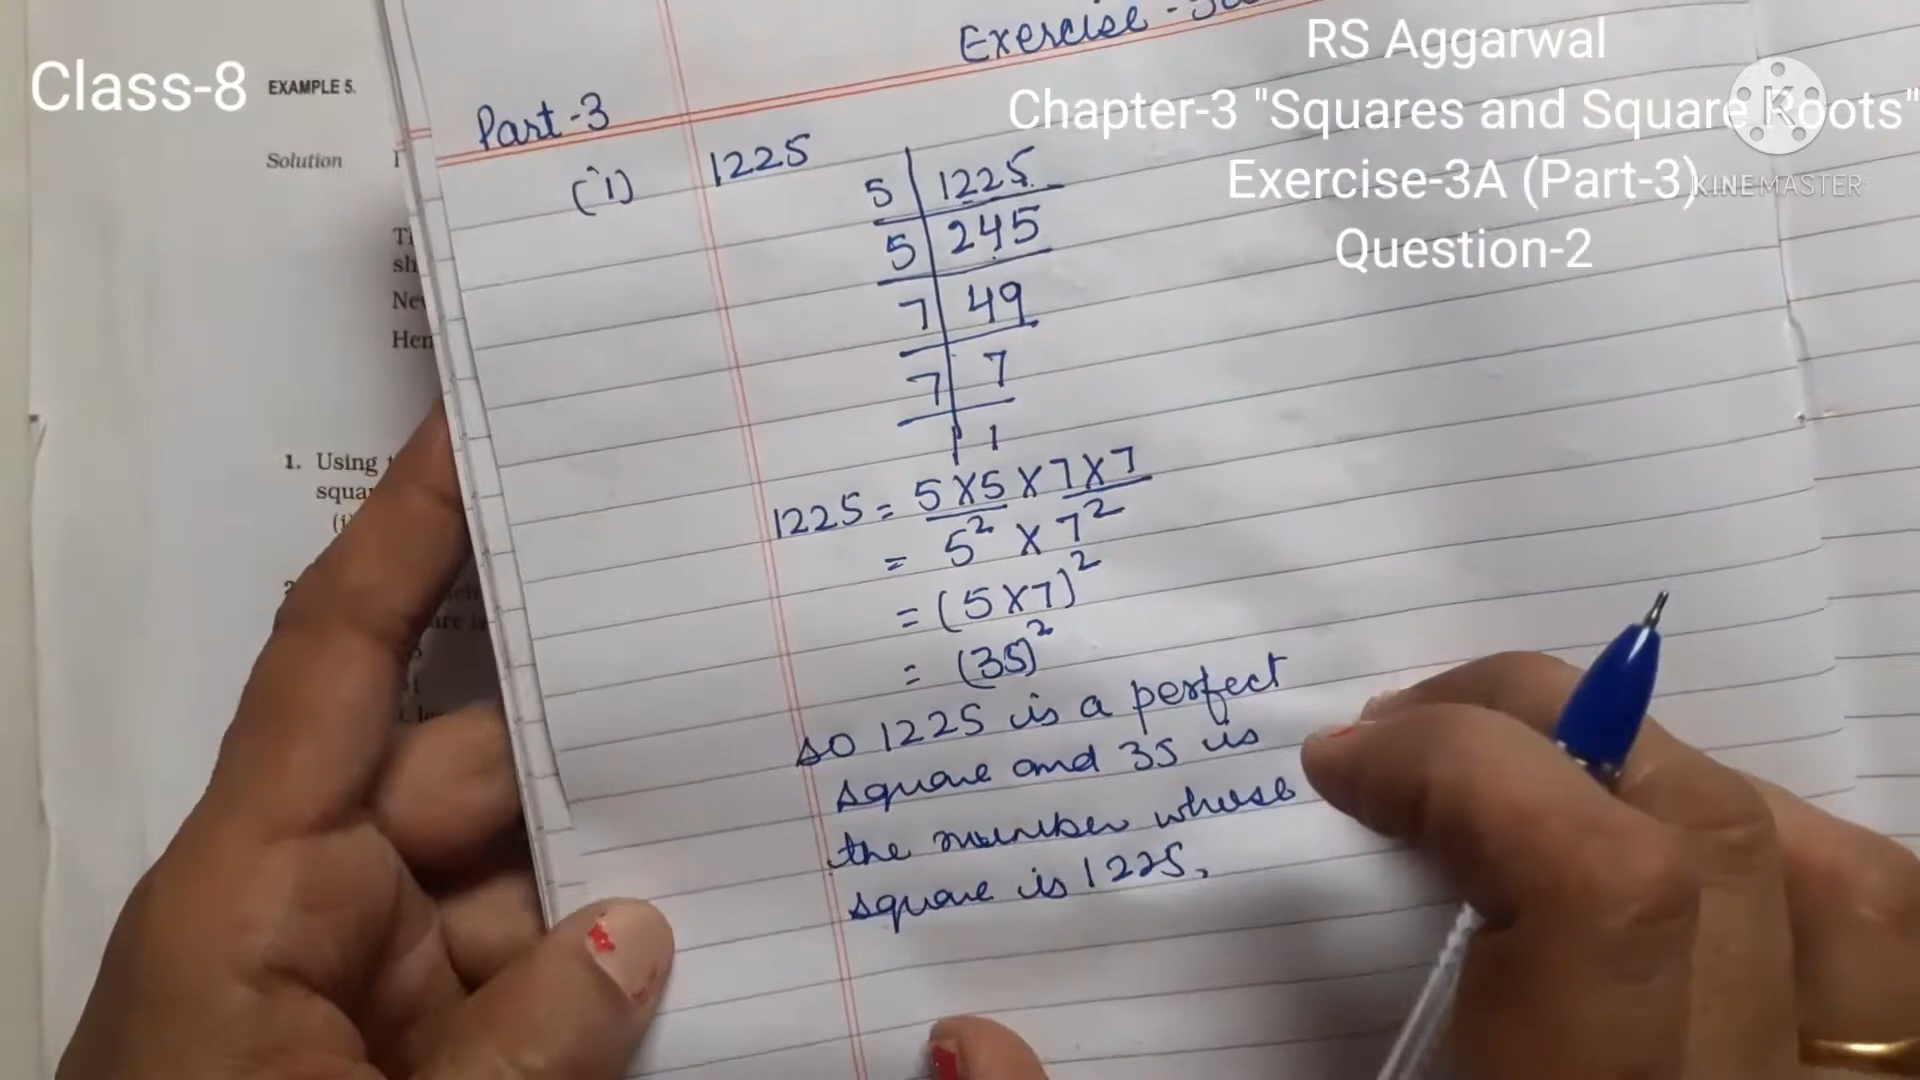 Class-8
RS Aggarwal
Chapter-3 "Squares and Square Roots"
Exercise-3A (Part-3)
Question-2
KINEMASTER
K
EXAMPLE 5.
Solution
1. Using
Exercise -
Part-3
(i) 1225
5 | 1225
5 | 245
7 | 49
7 | 7
1
1225 = 5 X 5 X 7 X 7
= 5² X 7²
= (5 X 7)²
= (35)²
so 1225 is a perfect
square and 35 is
the number whose
square is 1225.